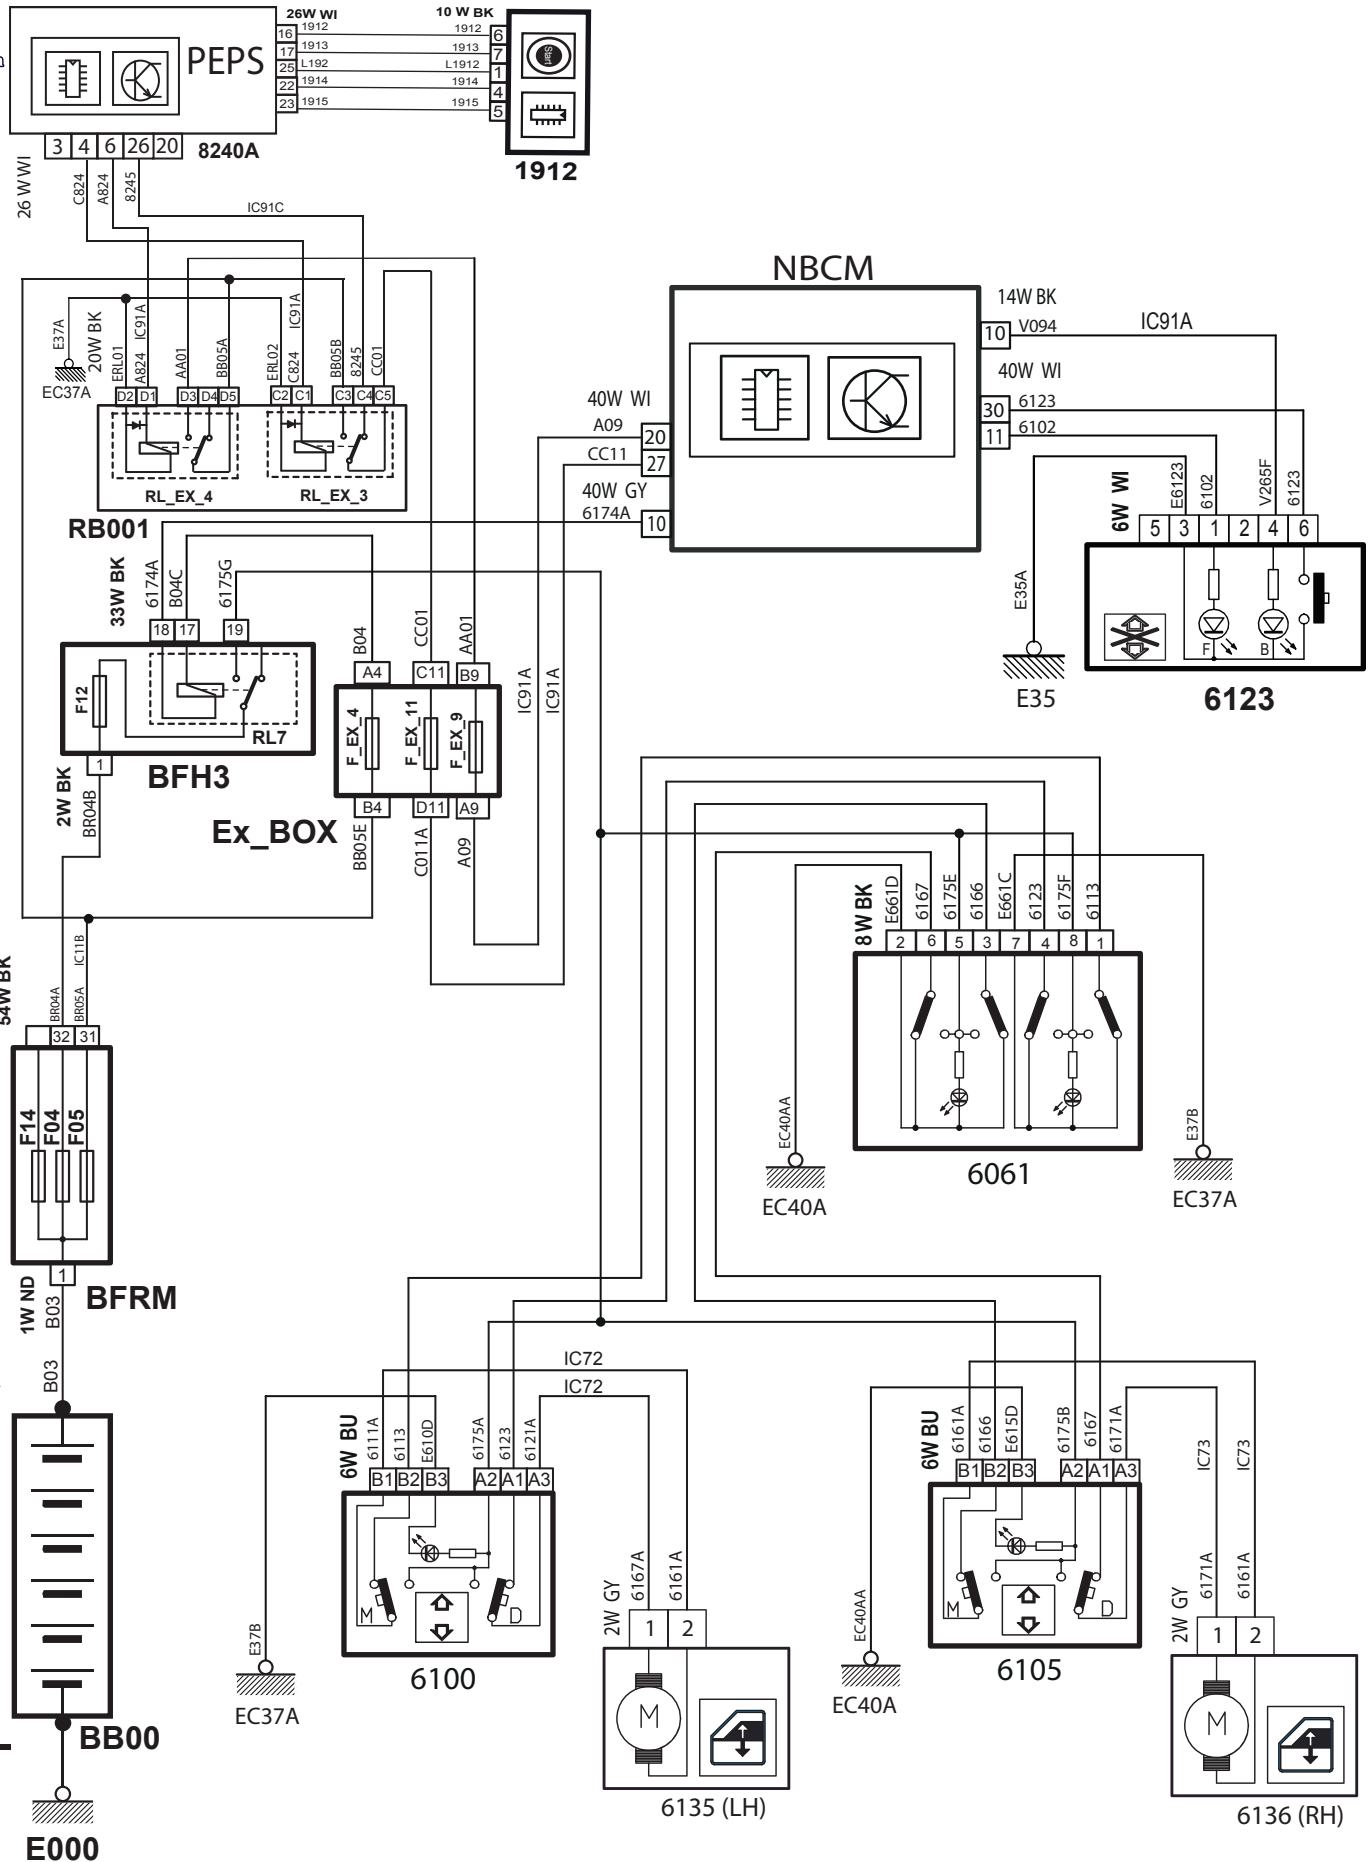 26W WI
10 W BK
PEPS
16 1912 1912 6
17 1913 1913 7
25 L192 L1912 1
22 1914 1914 4
23 1915 1915 5
Start
3 4 6 26 20
8240A
1912
26 W WI
C824
A824
8245
IC91C
NBCM
14W BK
10 V094 IC91A
40W WI
30 6123
11 6102
40W WI
A09 20
CC11 27
40W GY
6174A 10
E37A
EC37A
20W BK
ERL01
A824 IC91A
AA01
BB05A
ERL02
C824 IC91A
BB05B
8245
CC01
D2 D1 D3 D4 D5 C2 C1 C3 C4 C5
RL_EX_4
RL_EX_3
RB001
6W WI
E6123
6102
V265F
6123
5 3 1 2 4 6
F
B
6123
E35A
E35
33W BK
6174A
B04C
6175G
18 17 19
F12
RL7
1
BFH3
2W BK
BR04B
B04
CC01
AA01
A4 C11 B9
F_EX_4
F_EX_11
F_EX_9
B4 D11 A9
Ex_BOX
BB05E
C011A
A09
IC91A
IC91A
8 W BK
E661D
6167
6175E
6166
E661C
6123
6175F
6113
2 6 5 3 7 4 8 1
6061
EC40AA
EC40A
E37B
EC37A
54W BK
BR04A
BR05A IC11B
32 31
F14
F04
F05
1
BFRM
1W ND
B03
B03
BB00
E000
IC72
IC72
6W BU
6111A
6113
E610D
6175A
6123
6121A
B1 B2 B3 A2 A1 A3
M
D
6100
E37B
EC37A
2W GY
6167A
6161A
1 2
M
6135 (LH)
6W BU
6161A
6166
E615D
6175B
6167
6171A
B1 B2 B3 A2 A1 A3
M
D
6105
EC40AA
EC40A
IC73
IC73
2W GY
6171A
6161A
1 2
M
6136 (RH)